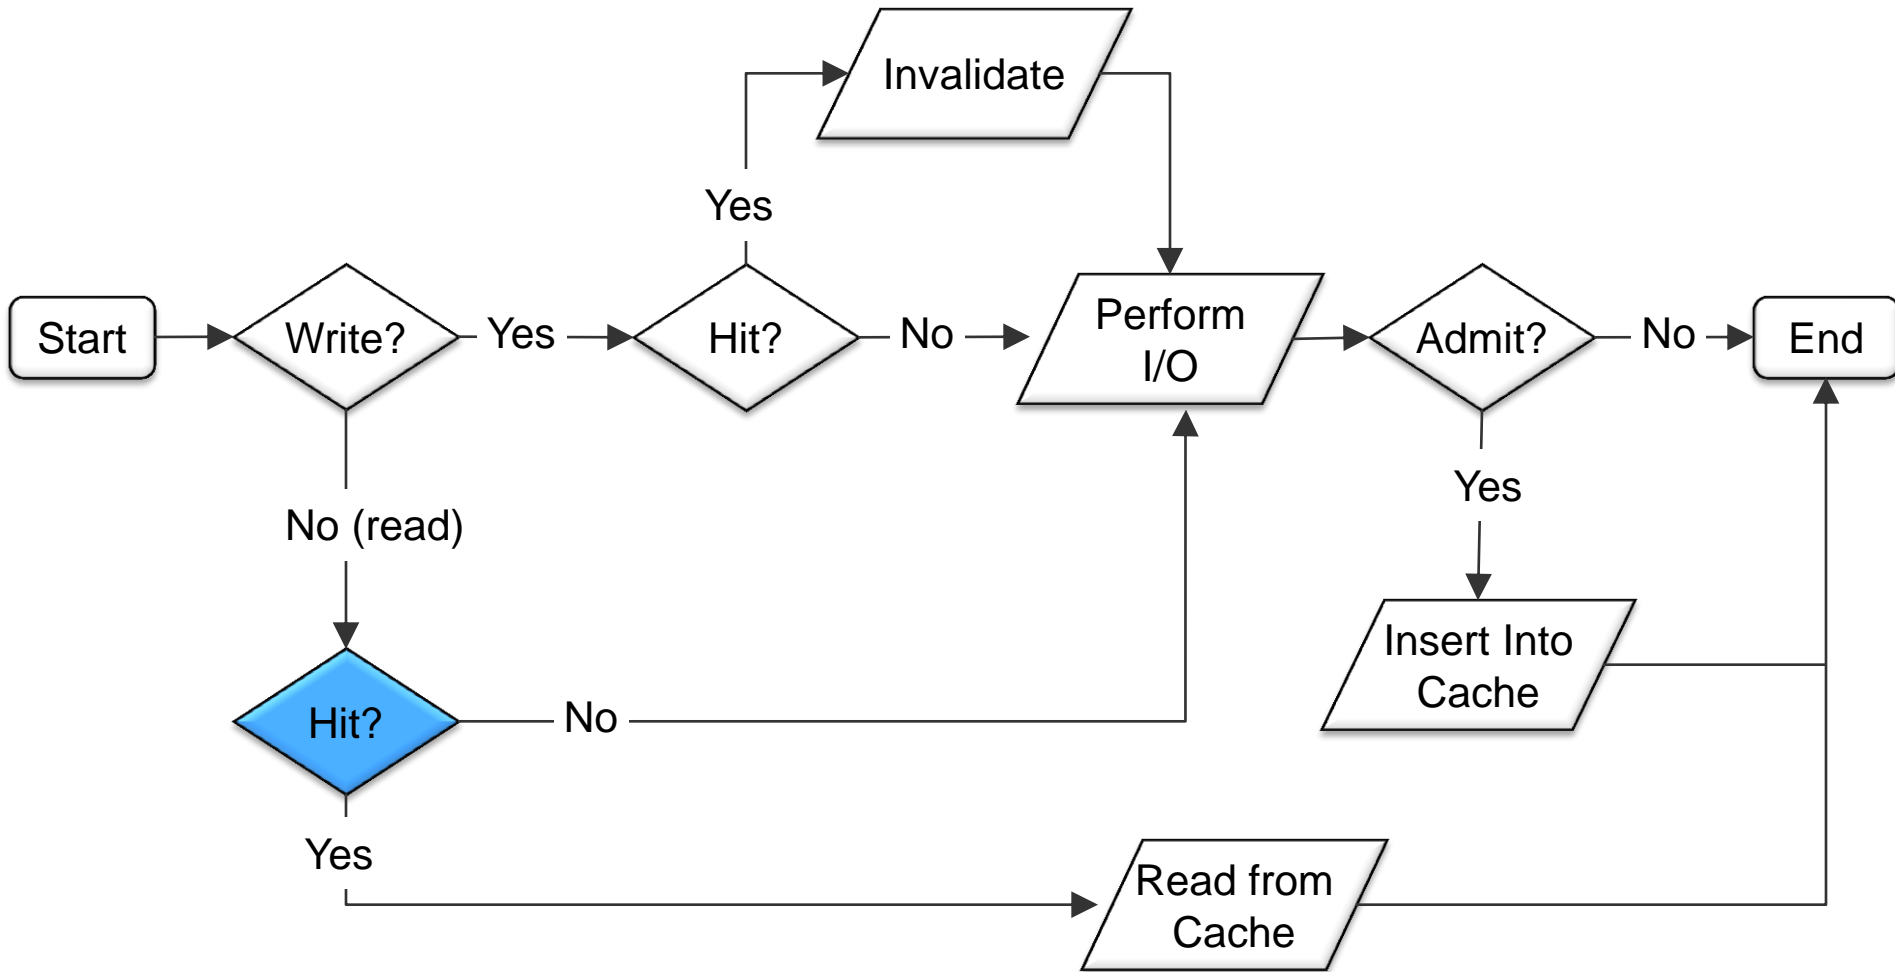 Invalidate
Yes
Start
Write?
Yes
Hit?
No
Perform
I/O
Admit?
No
End
Yes
No (read)
Insert Into
Cache
Hit?
No
Yes
Read from
Cache